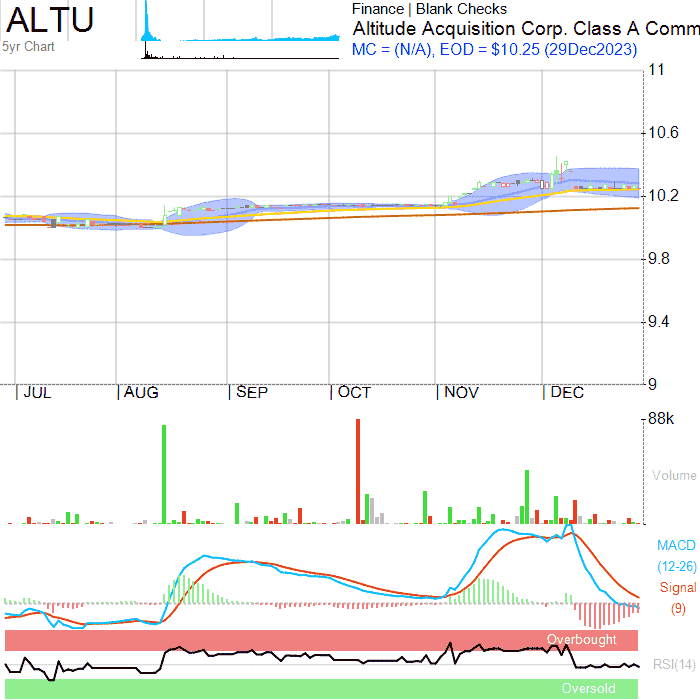 ALTU
5yr Chart
Finance | Blank Checks
Altitude Acquisition Corp. Class A Comm
MC = (N/A), EOD = $10.25 (29Dec2023)
11
10.6
10.2
9.8
9.4
9
JUL AUG SEP OCT NOV DEC
88k
Volume
MACD
(12-26)
Signal
(9)
Overbought
RSI(14)
Oversold